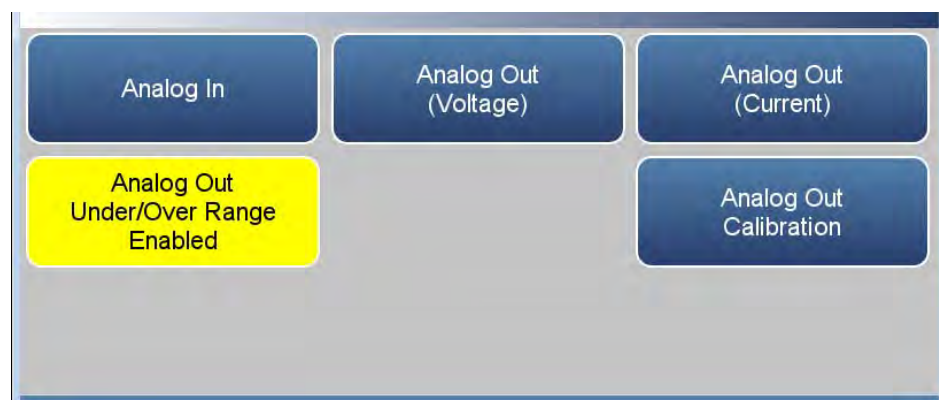 Analog In
Analog Out
(Voltage)
Analog Out
(Current)
Analog Out
Under/Over Range
Enabled
Analog Out
Calibration